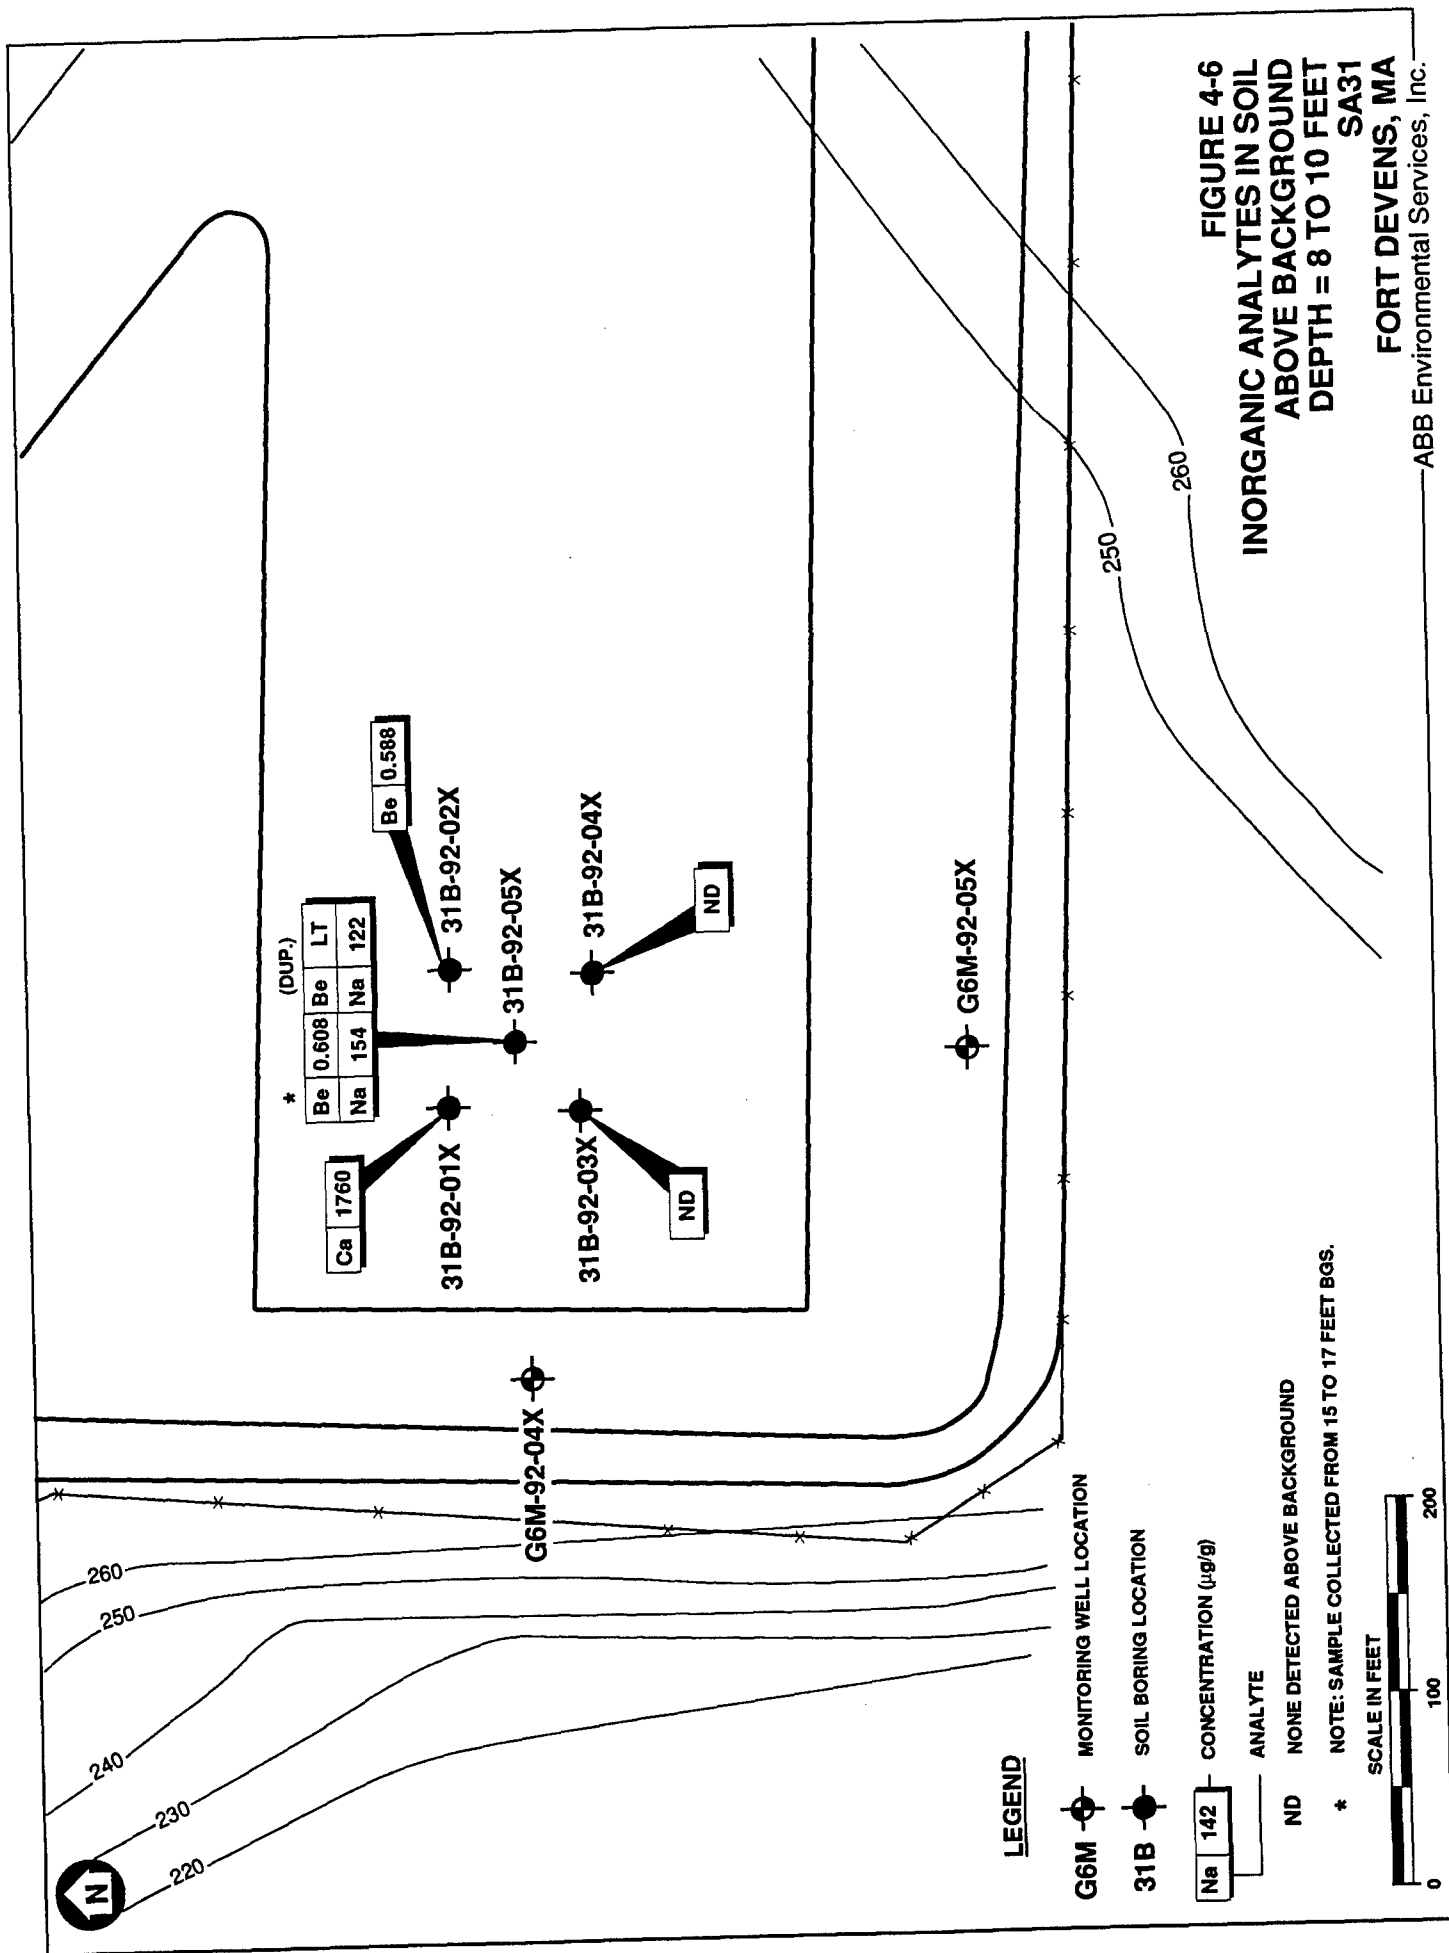 260
250
240
230
220
N
* (DUP.)
Be 0.608 Be LT
Na 154 Na 122
Ca 1760
Be 0.588
31B-92-01X
31B-92-02X
31B-92-05X
31B-92-03X
31B-92-04X
ND
ND
G6M-92-04X
G6M-92-05X
250
260
LEGEND
G6M MONITORING WELL LOCATION
31B SOIL BORING LOCATION
Na 142 CONCENTRATION (µg/g)
ANALYTE
ND NONE DETECTED ABOVE BACKGROUND
* NOTE: SAMPLE COLLECTED FROM 15 TO 17 FEET BGS.
SCALE IN FEET
0 100 200
FIGURE 4-6
INORGANIC ANALYTES IN SOIL
ABOVE BACKGROUND
DEPTH = 8 TO 10 FEET
SA31
FORT DEVENS, MA
ABB Environmental Services, Inc.